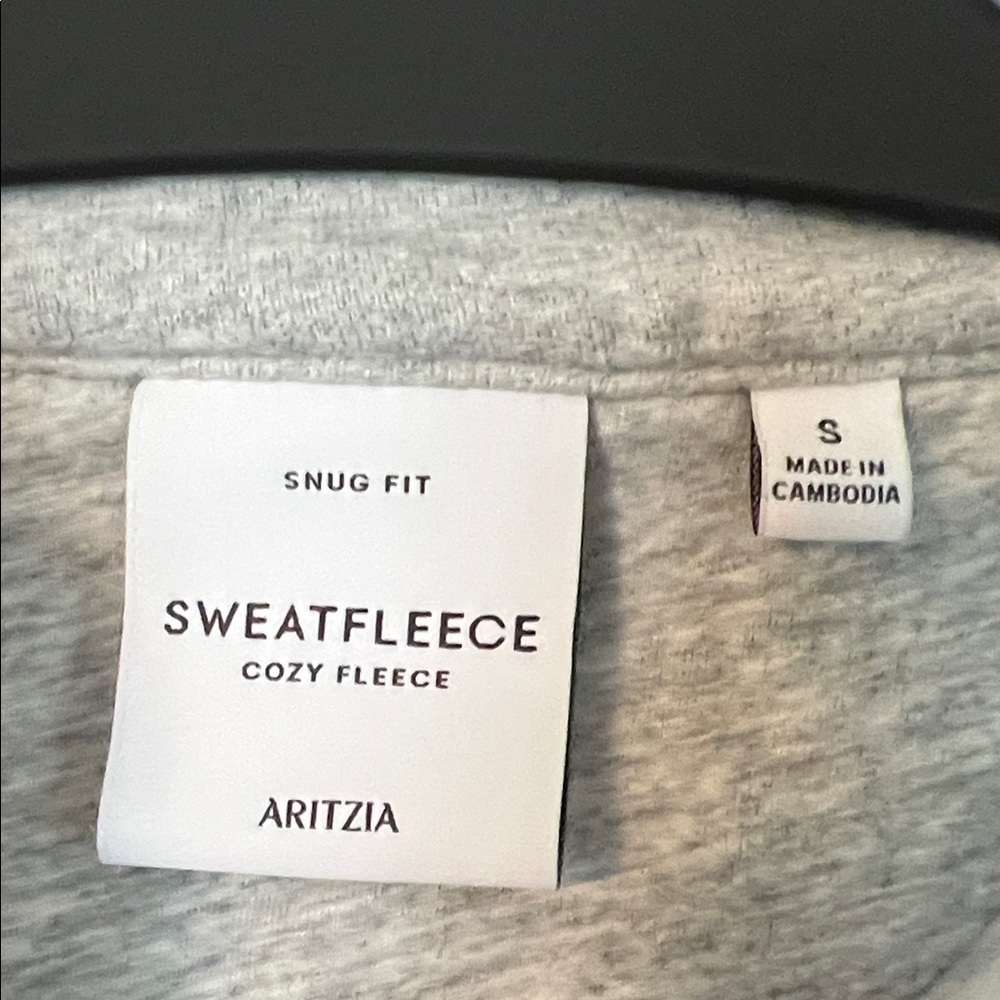 SNUG FIT
SWEATFLEECE
COZY FLEECE
ARITZIA
S
MADE IN
CAMBODIA